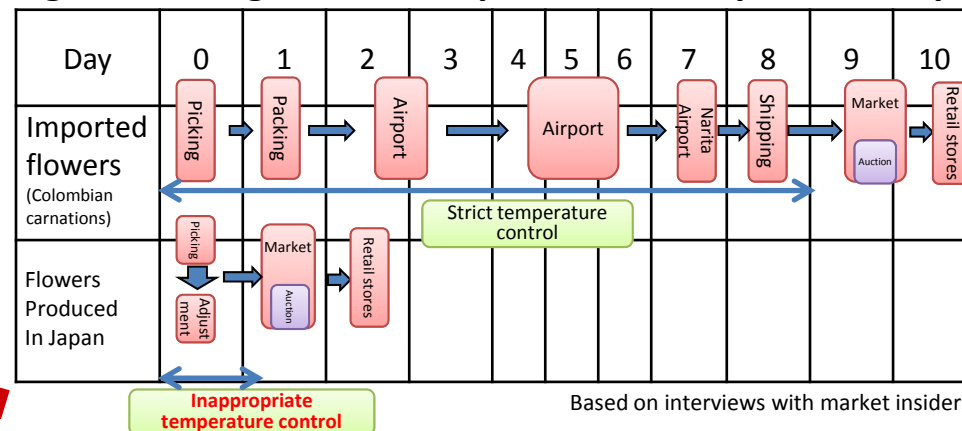 Day 0 1 2 3 4 5 6 7 8 9 10
Imported
flowers
(Colombian
carnations)
Picking
Packing
Airport
Airport
Narita
Airport
Shipping
Market
Auction
Retail stores
Strict temperature
control
Flowers
Produced
In Japan
Picking
Adjust
ment
Market
Auction
Retail stores
Inappropriate
temperature control
Based on interviews with market insider